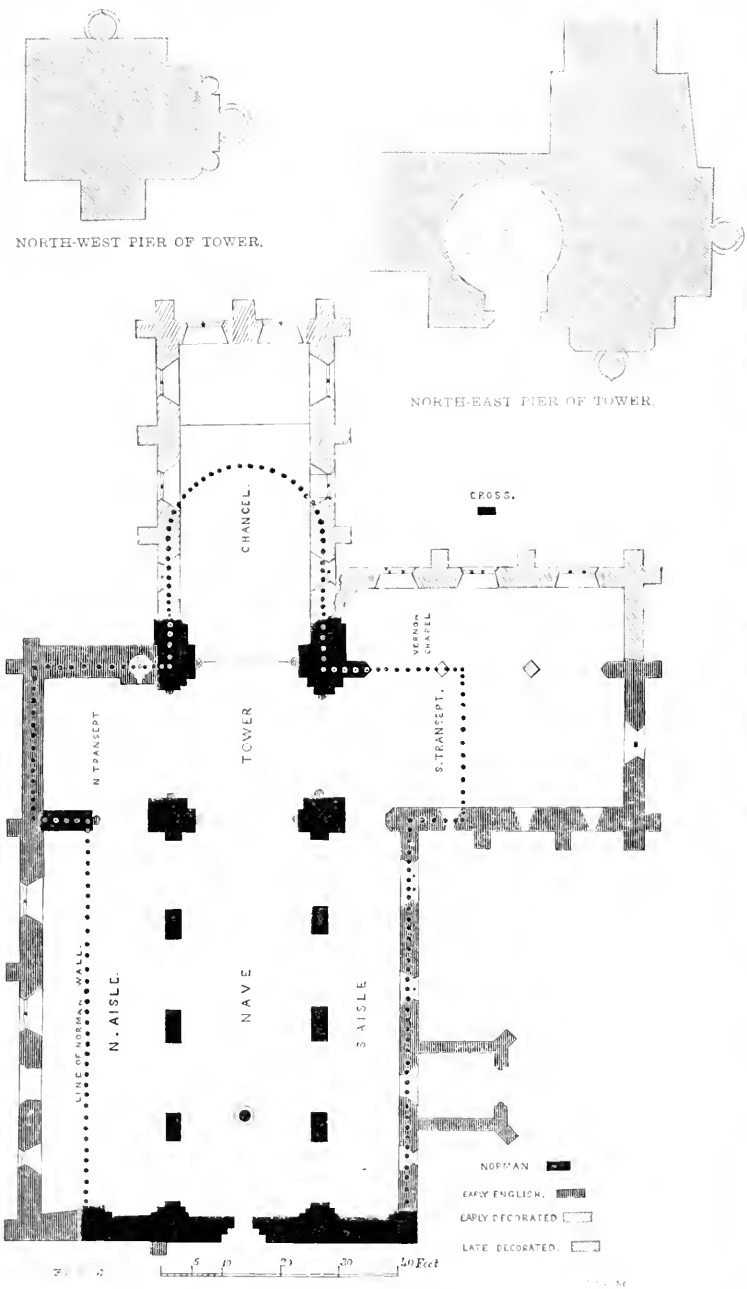 NORTH-WEST PIER OF TOWER.
NORTH-EAST PIER OF TOWER.
CROSS.
CHANCEL.
VERNON
CHAPEL
N. TRANSEPT
TOWER
S. TRANSEPT.
LINE OF NORMAN WALL.
N. AISLE.
NAVE
S AISLE
NORMAN
EARLY ENGLISH.
EARLY DECORATED
LATE DECORATED.
5 10 20 30 40 Feet